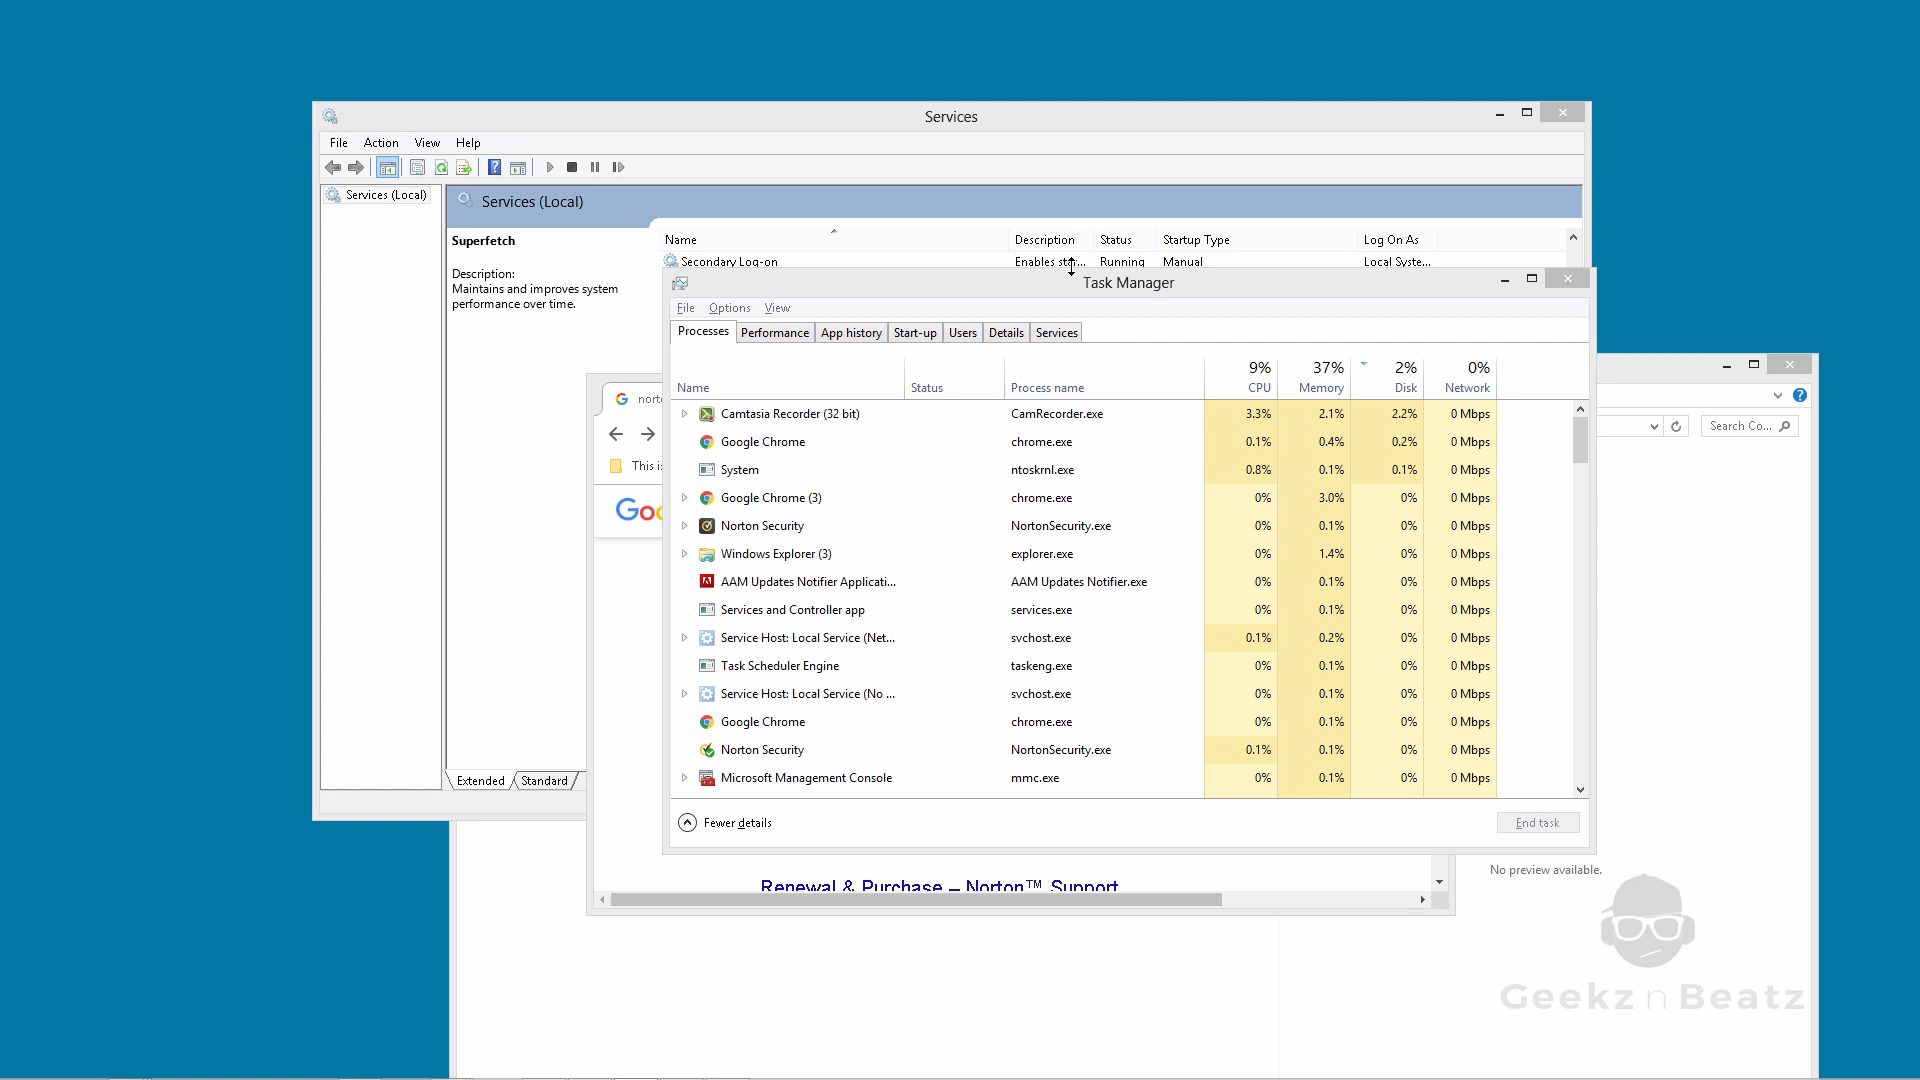 Services
File Action View Help
Services (Local)
Services (Local)
Superfetch
Description:
Maintains and improves system
performance over time.
Name Description Status Startup Type Log On As
Secondary Log-on Enables star... Running Manual Local Syste...
Extended Standard
Task Manager
File Options View
Processes Performance App history Start-up Users Details Services
9% 37% 2% 0%
Name Status Process name CPU Memory Disk Network
Camtasia Recorder (32 bit) CamRecorder.exe 3.3% 2.1% 2.2% 0 Mbps
Google Chrome chrome.exe 0.1% 0.4% 0.2% 0 Mbps
System ntoskrnl.exe 0.8% 0.1% 0.1% 0 Mbps
Google Chrome (3) chrome.exe 0% 3.0% 0% 0 Mbps
Norton Security NortonSecurity.exe 0% 0.1% 0% 0 Mbps
Windows Explorer (3) explorer.exe 0% 1.4% 0% 0 Mbps
AAM Updates Notifier Applicati... AAM Updates Notifier.exe 0% 0.1% 0% 0 Mbps
Services and Controller app services.exe 0% 0.1% 0% 0 Mbps
Service Host: Local Service (Net... svchost.exe 0.1% 0.2% 0% 0 Mbps
Task Scheduler Engine taskeng.exe 0% 0.1% 0% 0 Mbps
Service Host: Local Service (No ... svchost.exe 0% 0.1% 0% 0 Mbps
Google Chrome chrome.exe 0% 0.1% 0% 0 Mbps
Norton Security NortonSecurity.exe 0.1% 0.1% 0% 0 Mbps
Microsoft Management Console mmc.exe 0% 0.1% 0% 0 Mbps
Fewer details End task
norto
This is
Goo
Renewal & Purchase – Norton™ Support
Search Co...
No preview available.
Geekz n Beatz